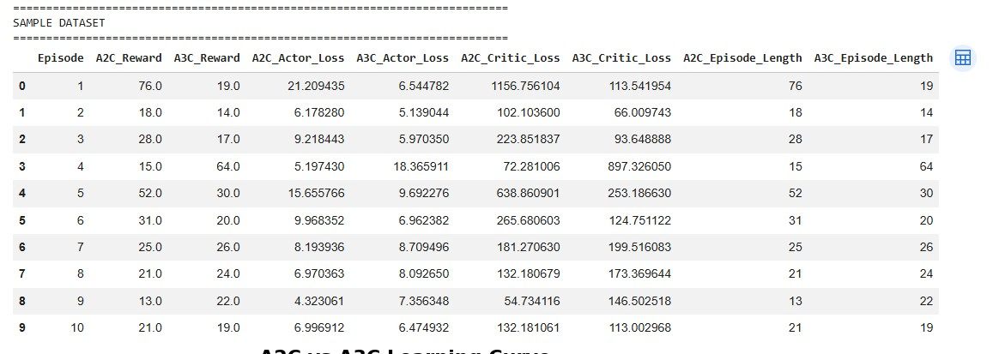 ==========================================================================
SAMPLE DATASET
==========================================================================
Episode A2C_Reward A3C_Reward A2C_Actor_Loss A3C_Actor_Loss A2C_Critic_Loss A3C_Critic_Loss A2C_Episode_Length A3C_Episode_Length
0 1 76.0 19.0 21.209435 6.544782 1156.756104 113.541954 76 19
1 2 18.0 14.0 6.178280 5.139044 102.103600 66.009743 18 14
2 3 28.0 17.0 9.218443 5.970350 223.851837 93.648888 28 17
3 4 15.0 64.0 5.197430 18.365911 72.281006 897.326050 15 64
4 5 52.0 30.0 15.655766 9.692276 638.860901 253.186630 52 30
5 6 31.0 20.0 9.968352 6.962382 265.680603 124.751122 31 20
6 7 25.0 26.0 8.193936 8.709496 181.270630 199.516083 25 26
7 8 21.0 24.0 6.970363 8.092650 132.180679 173.369644 21 24
8 9 13.0 22.0 4.323061 7.356348 54.734116 146.502518 13 22
9 10 21.0 19.0 6.996912 6.474932 132.181061 113.002968 21 19
A2C vs A3C Learning Curve